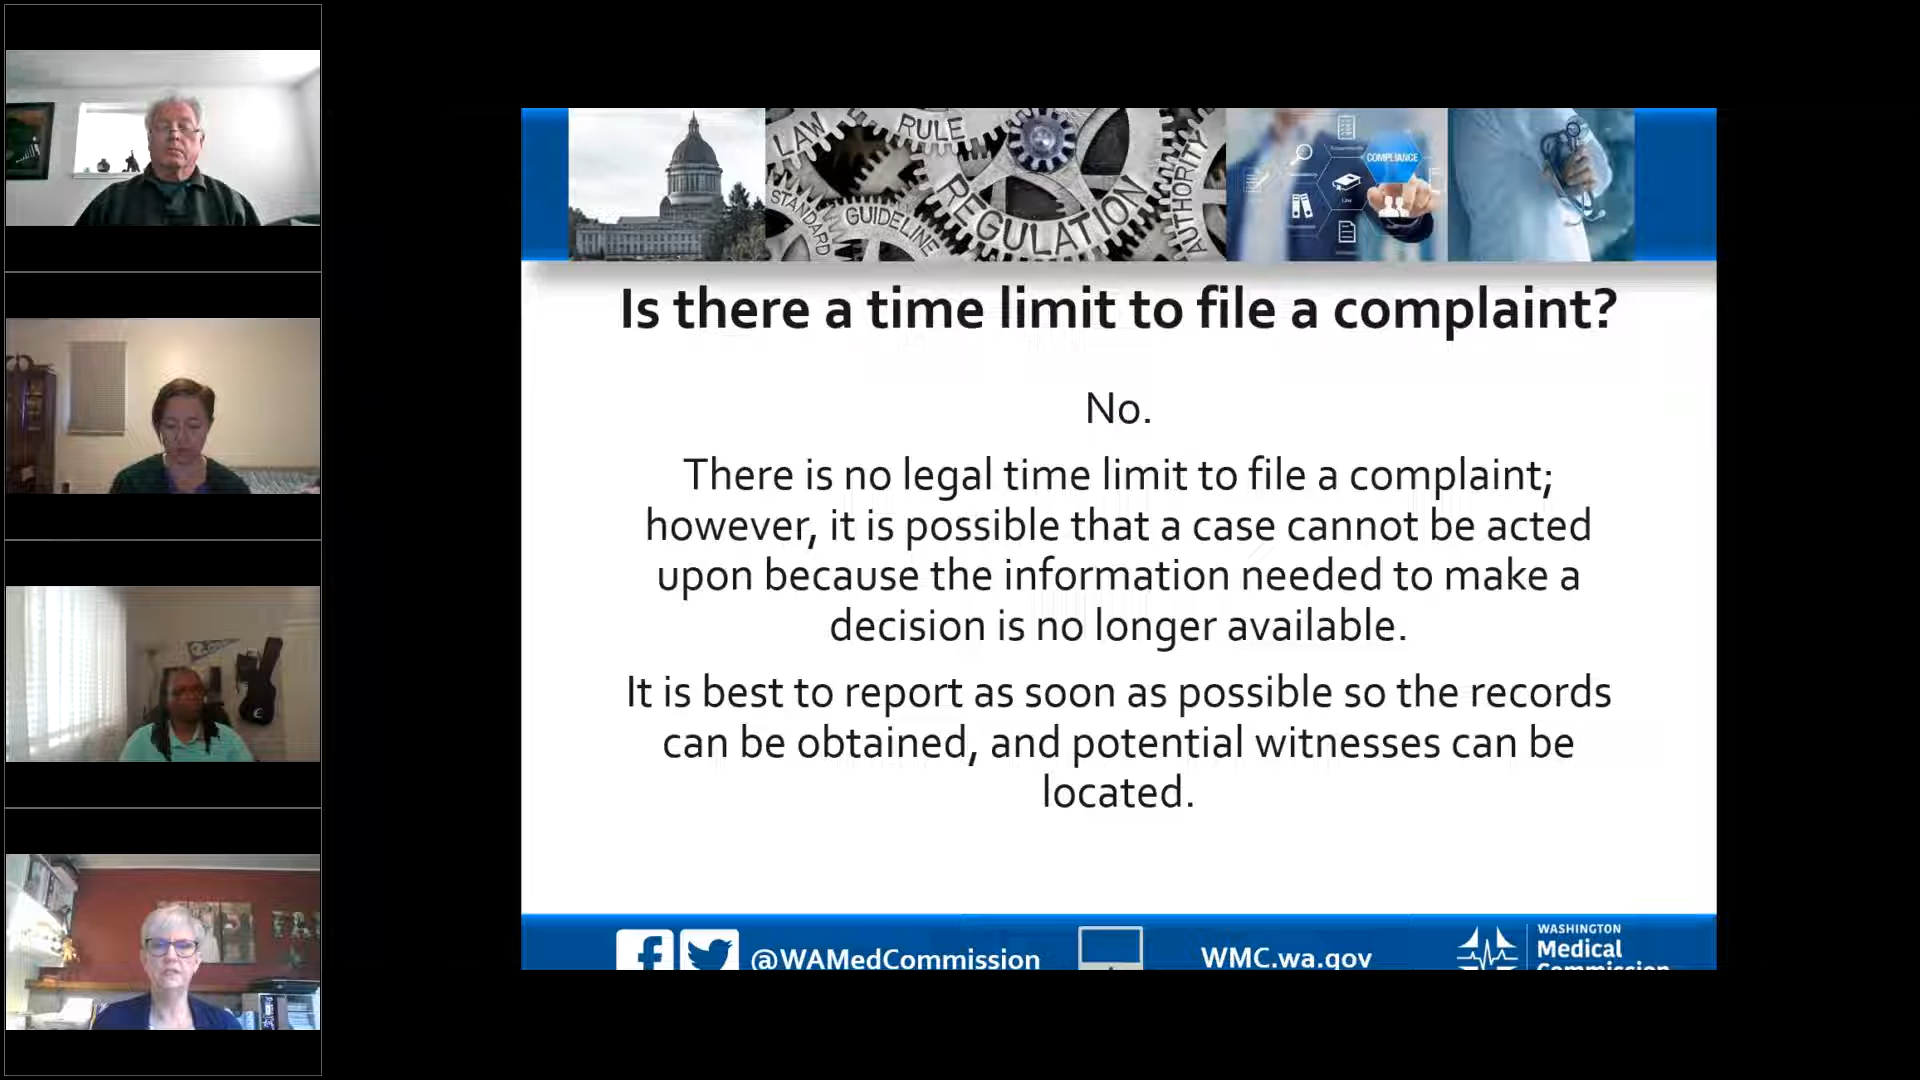 LAW
RULE
STANDARD
GUIDELINE
REGULATION
AUTHORITY
COMPLIANCE
Law
Is there a time limit to file a complaint?
No.
There is no legal time limit to file a complaint;
however, it is possible that a case cannot be acted
upon because the information needed to make a
decision is no longer available.
It is best to report as soon as possible so the records
can be obtained, and potential witnesses can be
located.
@WAMedCommission
WMC.wa.gov
WASHINGTON
Medical
Commission